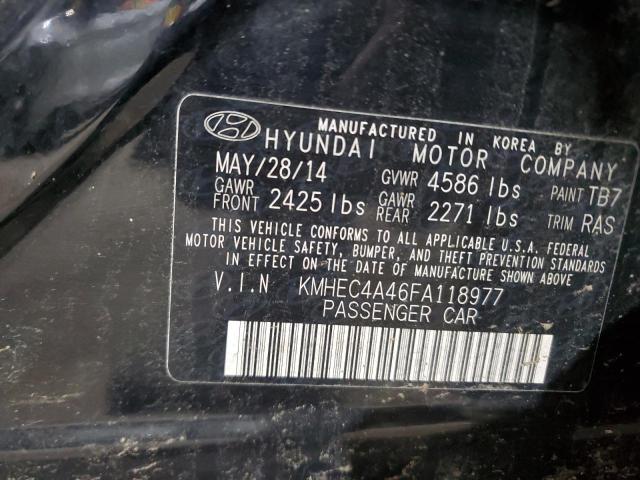 MANUFACTURED IN KOREA BY
HYUNDAI MOTOR COMPANY
MAY/28/14 GVWR 4586 lbs PAINT TB7
GAWR FRONT 2425 lbs GAWR REAR 2271 lbs TRIM RAS
THIS VEHICLE CONFORMS TO ALL APPLICABLE U.S.A. FEDERAL
MOTOR VEHICLE SAFETY, BUMPER, AND THEFT PREVENTION STANDARDS
IN EFFECT ON THE DATE OF MANUFACTURE SHOWN ABOVE
V.I.N KMHEC4A46FA118977
PASSENGER CAR